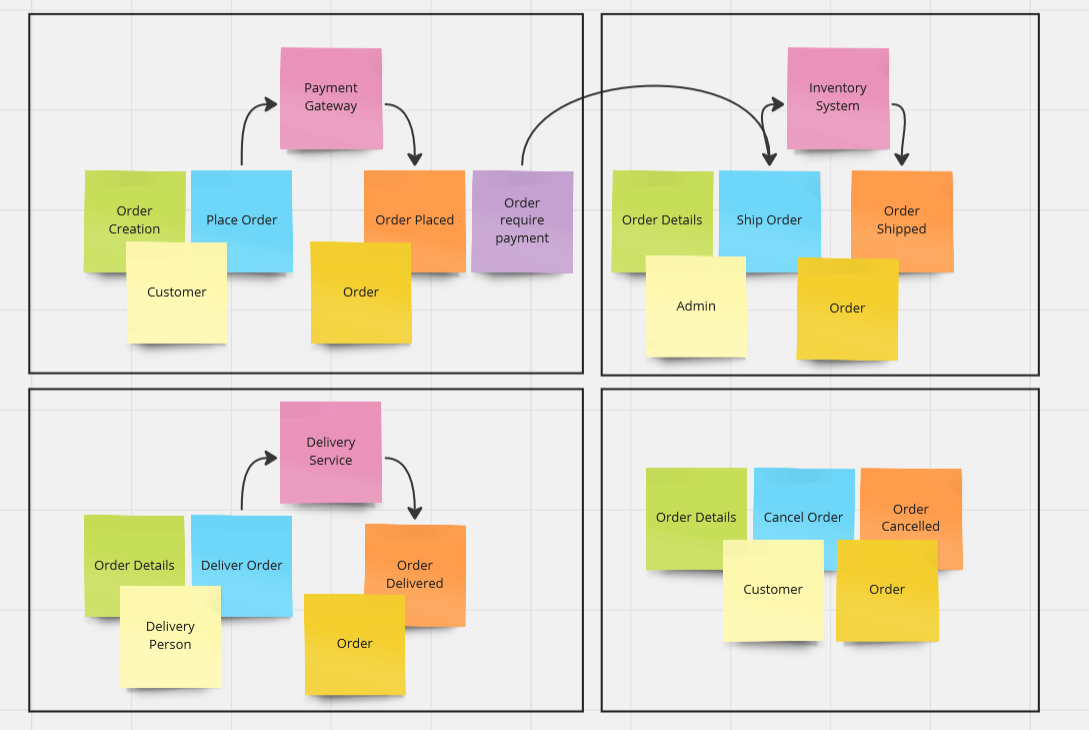 Payment
Gateway
Order
Creation
Place Order
Order Placed
Order
require
payment
Customer
Order
Inventory
System
Order Details
Ship Order
Order
Shipped
Admin
Order
Delivery
Service
Order Details
Deliver Order
Order
Delivered
Delivery
Person
Order
Order Details
Cancel Order
Order
Cancelled
Customer
Order